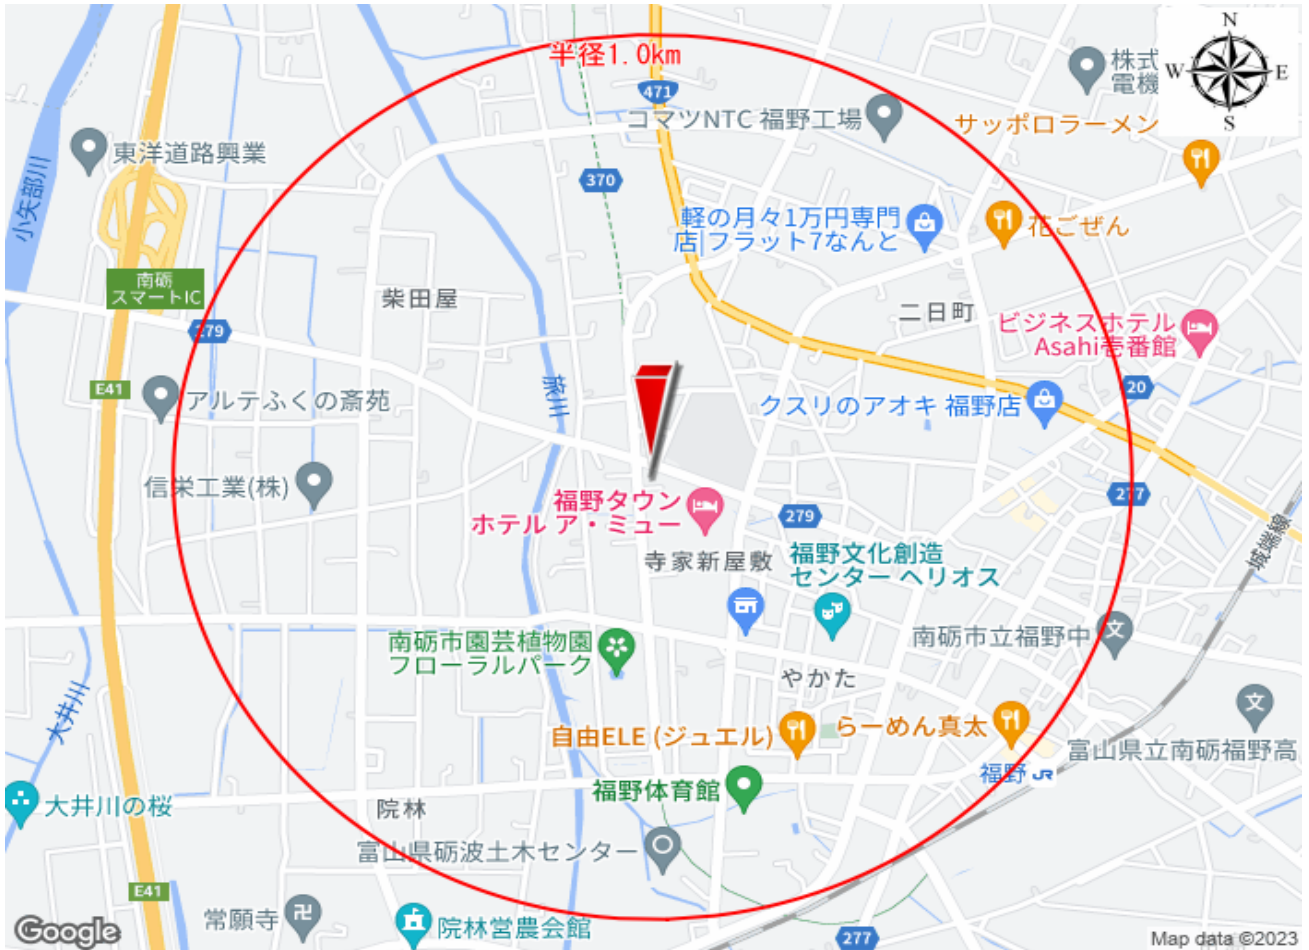 半径1.0km
N
W
E
S
株式
電機
471
コマツNTC 福野工場
サッポロラーメン
東洋道路興業
370
小矢部川
軽の月々1万円専門
店|フラット7なんと
花ごぜん
南砺
スマートIC
柴田屋
二日町
279
ビジネスホテル
Asahi壱番館
E41
アルテふくの斎苑
旅川
20
クスリのアオキ 福野店
信栄工業(株)
福野タウン
ホテル ア・ミュー
279
277
城端線
寺家新屋敷
福野文化創造
センター ヘリオス
南砺市園芸植物園
フローラルパーク
南砺市立福野中
文
やかた
大井川
自由ELE (ジュエル)
らーめん真太
文
富山県立南砺福野高
福野 JR
大井川の桜
院林
福野体育館
富山県砺波土木センター
E41
常願寺
卍
院林営農会館
277
Google
Map data ©2023